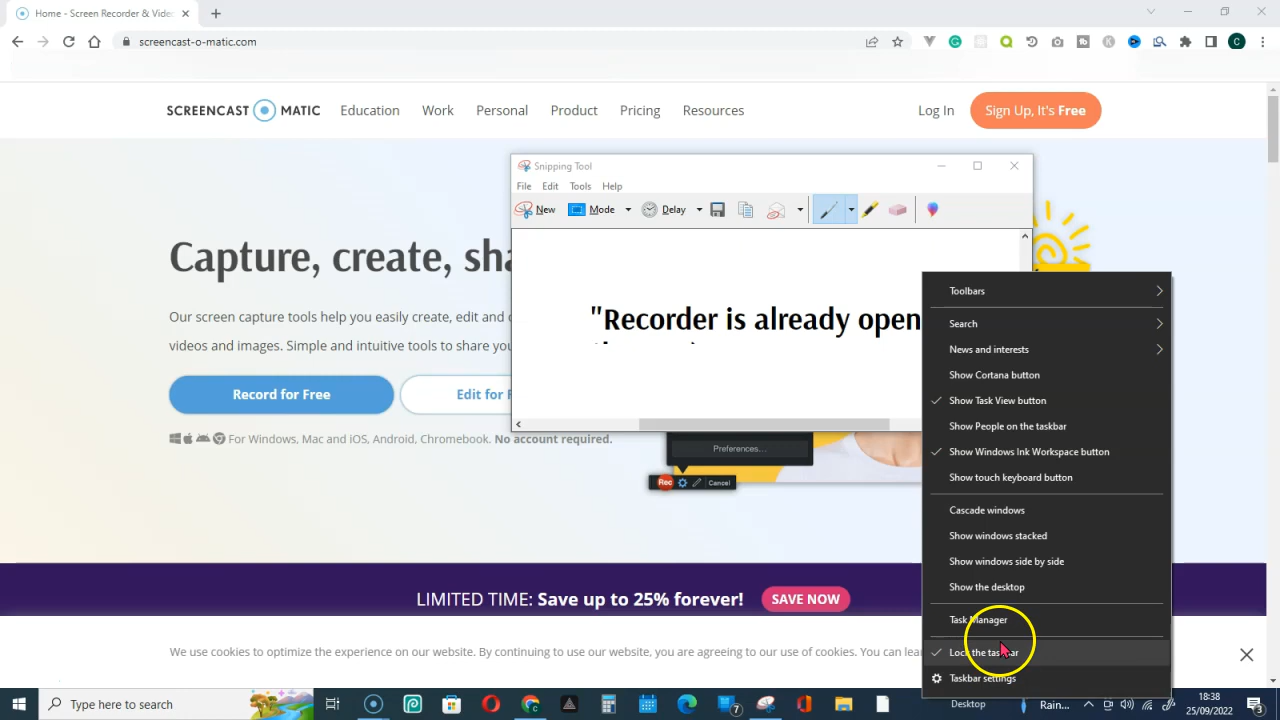 Home - Screen Recorder & Vide
screencast-o-matic.com
C
SCREENCAST MATIC
Education
Work
Personal
Product
Pricing
Resources
Log In
Sign Up, It's Free
Capture, create, sha
Our screen capture tools help you easily create, edit and
videos and images. Simple and intuitive tools to share you
Record for Free
Edit for F
For Windows, Mac and iOS, Android, Chromebook. No account required.
Snipping Tool
File Edit Tools Help
New
Mode
Delay
"Recorder is already open
Preferences...
Rec
Cancel
Toolbars
Search
News and interests
Show Cortana button
Show Task View button
Show People on the taskbar
Show Windows Ink Workspace button
Show touch keyboard button
Cascade windows
Show windows stacked
Show windows side by side
Show the desktop
Task Manager
Lock the taskbar
Taskbar settings
LIMITED TIME: Save up to 25% forever!
SAVE NOW
We use cookies to optimize the experience on our website. By continuing to use our website, you are agreeing to our use of cookies. You can
Type here to search
7
Desktop
Rain...
18:38
25/09/2022
3